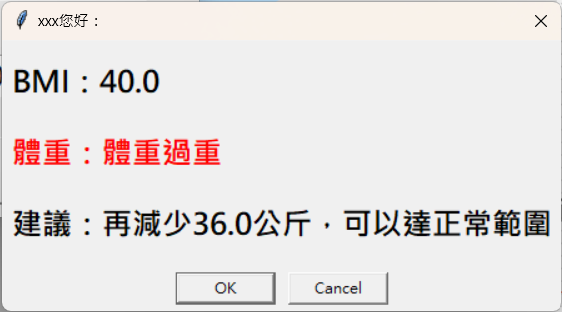 xxx您好：
BMI：40.0
體重：體重過重
建議：再減少36.0公斤，可以達正常範圍
OK
Cancel